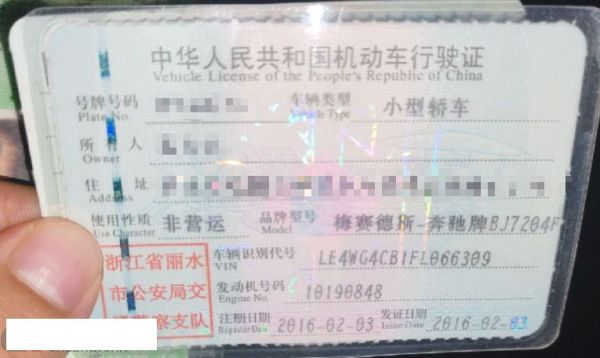 中华人民共和国机动车行驶证
Vehicle License of the People's Republic of China
号牌号码 车辆类型 小型轿车
Plate No. Vehicle Type
所有人
Owner
住址
Address
使用性质 非营运 品牌型号 梅赛德斯-奔驰牌BJ7204F
Use Character Model
浙江省丽水 车辆识别代号 LE4WG4CB1FL066309
VIN
市公安局交 发动机号码 10190848
Engine No.
通警察支队 注册日期 2016-02-03 发证日期 2016-02-03
Register Date Issue Date